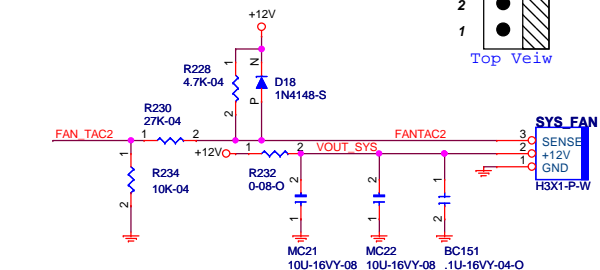 +12V
2
1
Top Veiw
R228
4.7K-04
1
2
N
P
D18
1N4148-S
R230
27K-04
FAN_TAC2
1
2
FANTAC2
SYS_FAN
3
2
1
SENSE
+12V
GND
H3X1-P-W
+12V
1
2
VOUT_SYS
R232
0-08-O
1
2
R234
10K-04
2
1
2
1
1
2
MC21
10U-16VY-08
MC22
10U-16VY-08
BC151
.1U-16VY-04-O